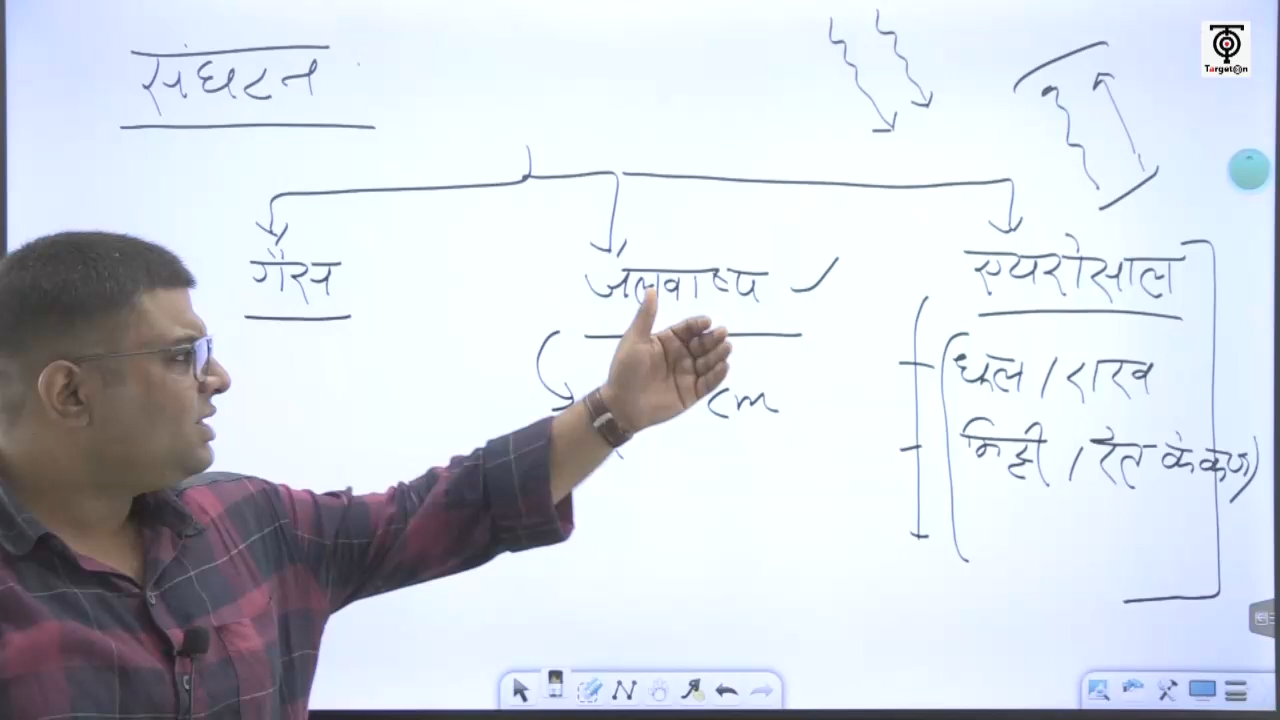 Target@n
संघटन
गैस
जलवाष्प
एयरोसाल
धूल / राख
cm
मिट्टी / रेत के कण)